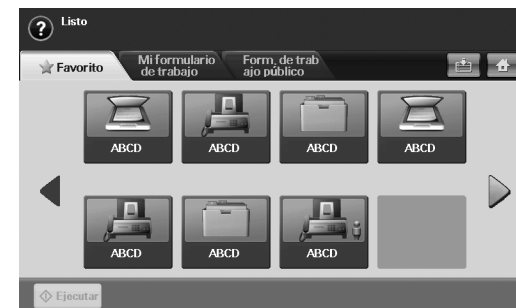 Listo
Favorito
Mi formulario
de trabajo
Form. de trab
ajo público
ABCD
ABCD
ABCD
ABCD
ABCD
ABCD
ABCD
Ejecutar